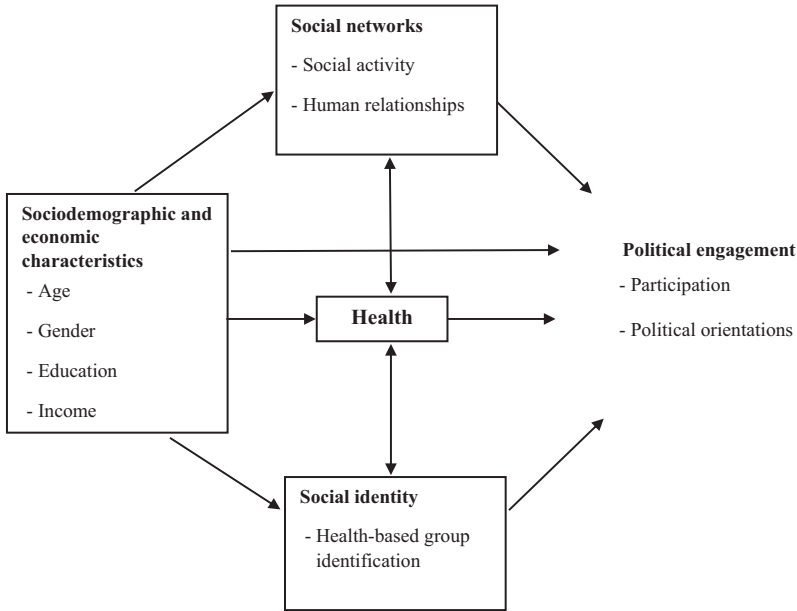 Social networks
- Social activity
- Human relationships
Sociodemographic and
economic
characteristics
- Age
- Gender
- Education
- Income
Health
Political engagement
- Participation
- Political orientations
Social identity
- Health-based group
identification